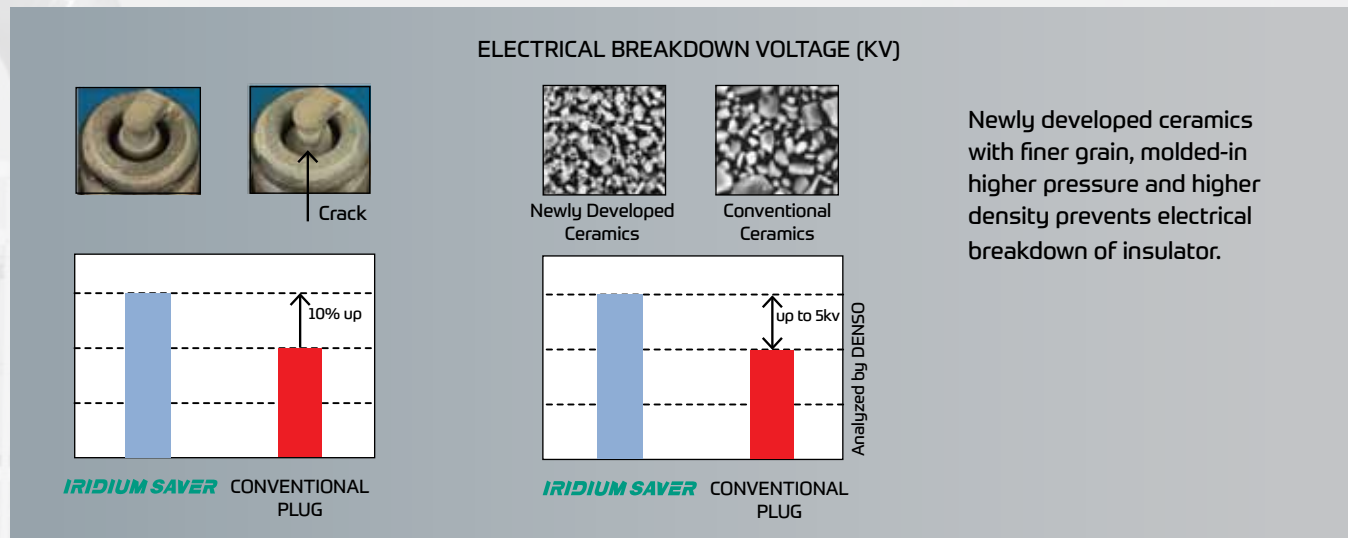 ELECTRICAL BREAKDOWN VOLTAGE (KV)
Crack
10% up
IRIDIUM SAVER
CONVENTIONAL
PLUG
Newly Developed
Ceramics
Conventional
Ceramics
up to 5kv
Analyzed by DENSO
IRIDIUM SAVER
CONVENTIONAL
PLUG
Newly developed ceramics
with finer grain, molded-in
higher pressure and higher
density prevents electrical
breakdown of insulator.